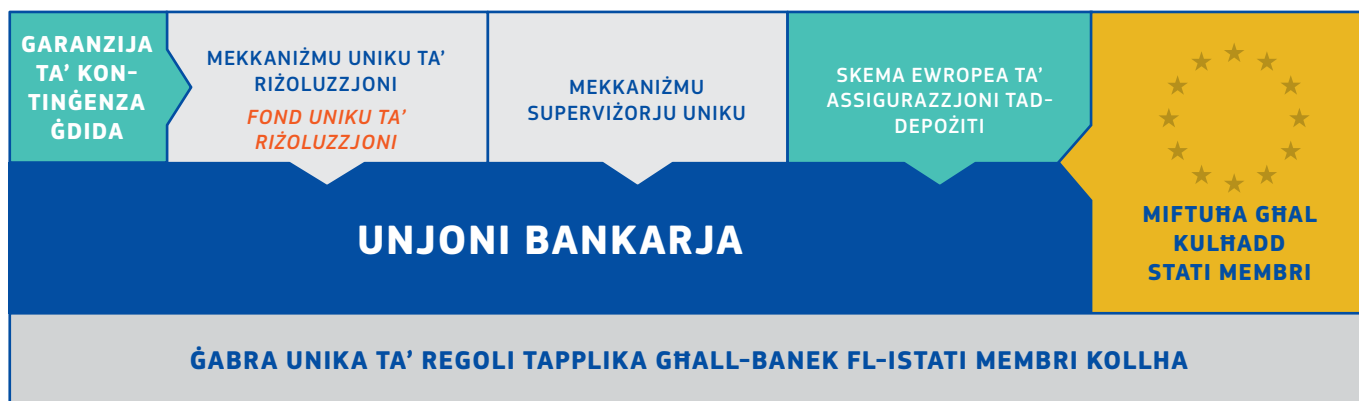 GARANZIJA
TA' KON-
TINĠENZA
ĠDIDA
MEKKANIŻMU UNIKU TA'
RIŻOLUZZJONI
FOND UNIKU TA'
RIŻOLUZZJONI
MEKKANIŻMU
SUPERVIŻORJU UNIKU
SKEMA EWROPEA TA'
ASSIGURAZZJONI TAD-
DEPOŻITI
MIFTUĦA GĦAL
KULĦADD
STATI MEMBRI
UNJONI BANKARJA
ĠABRA UNIKA TA' REGOLI TAPPLIKA GĦALL-BANEK FL-ISTATI MEMBRI KOLLHA